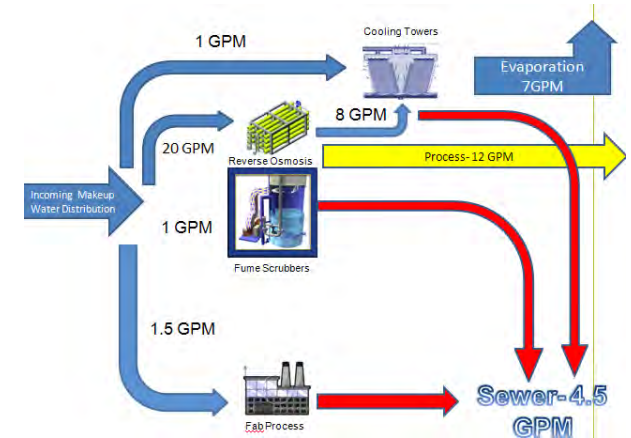 Cooling Towers
1 GPM
Evaporation
7GPM
8 GPM
20 GPM
Reverse Osmosis
Process- 12 GPM
Incoming Makeup
Water Distribution
1 GPM
Fume Scrubbers
1.5 GPM
Sewer- 4.5
GPM
Fab Process